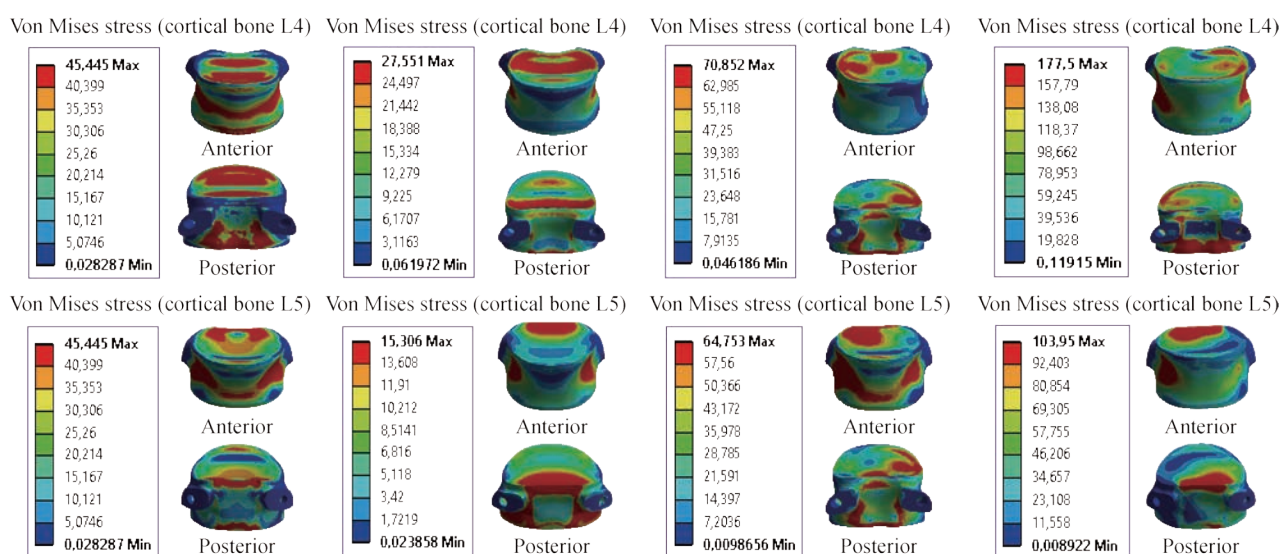 Von Mises stress (cortical bone L4)
45,445 Max
40,399
35,353
30,306
25,26
20,214
15,167
10,121
5,0746
0,028287 Min
Anterior
Posterior
Von Mises stress (cortical bone L4)
27,551 Max
24,497
21,442
18,388
15,334
12,279
9,225
6,1707
3,1163
0,061972 Min
Anterior
Posterior
Von Mises stress (cortical bone L4)
70,852 Max
62,985
55,118
47,25
39,383
31,516
23,648
15,781
7,9135
0,046186 Min
Anterior
Posterior
Von Mises stress (cortical bone L4)
177,5 Max
157,79
138,08
118,37
98,662
78,953
59,245
39,536
19,828
0,11915 Min
Anterior
Posterior
Von Mises stress (cortical bone L5)
45,445 Max
40,399
35,353
30,306
25,26
20,214
15,167
10,121
5,0746
0,028287 Min
Anterior
Posterior
Von Mises stress (cortical bone L5)
15,306 Max
13,608
11,91
10,212
8,5141
6,816
5,118
3,42
1,7219
0,023858 Min
Anterior
Posterior
Von Mises stress (cortical bone L5)
64,753 Max
57,56
50,366
43,172
35,978
28,785
21,591
14,397
7,2036
0,0098656 Min
Anterior
Posterior
Von Mises stress (cortical bone L5)
103,95 Max
92,403
80,854
69,305
57,755
46,206
34,657
23,108
11,558
0,008922 Min
Anterior
Posterior